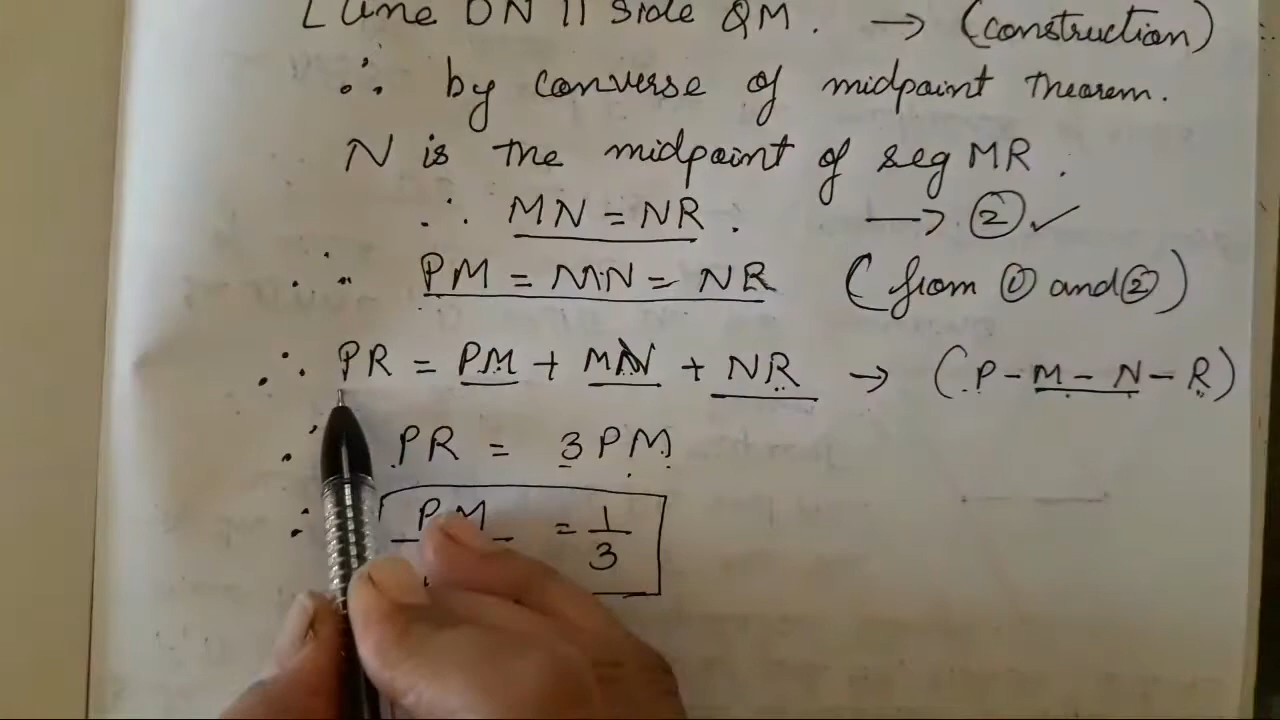 [Line DN || side QM. → (construction)
∴ by converse of midpoint theorem.
N is the midpoint of seg MR.
∴ MN = NR. → ② ✓
∴ PM = MN = NR (from ① and ②)
∴ PR = PM + MN + NR → (P-M-N-R)
∴ PR = 3PM
∴ PM = 1/3